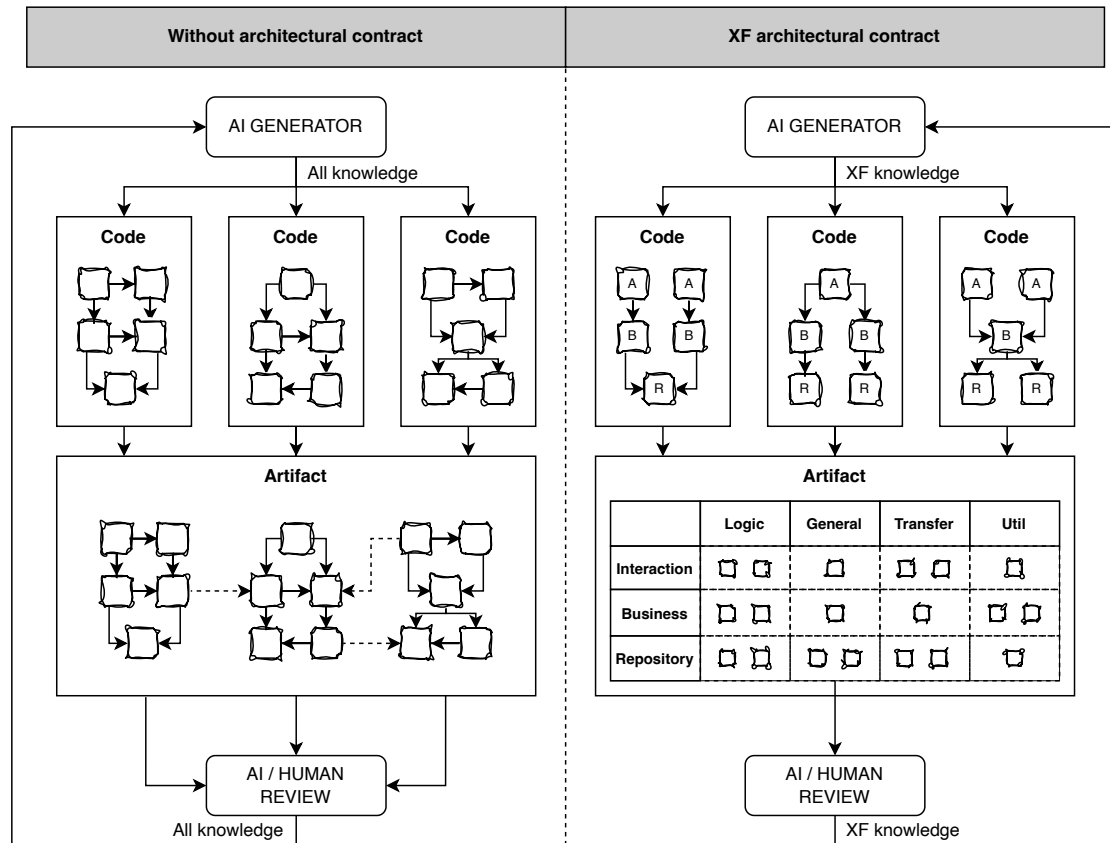 Without architectural contract
XF architectural contract
AI GENERATOR
All knowledge
Code
Code
Code
Artifact
AI / HUMAN
REVIEW
All knowledge
AI GENERATOR
XF knowledge
Code
A A
B B
R
Code
A
B B
R R
Code
A A
B
R R
Artifact
Logic General Transfer Util
Interaction
Business
Repository
AI / HUMAN
REVIEW
XF knowledge